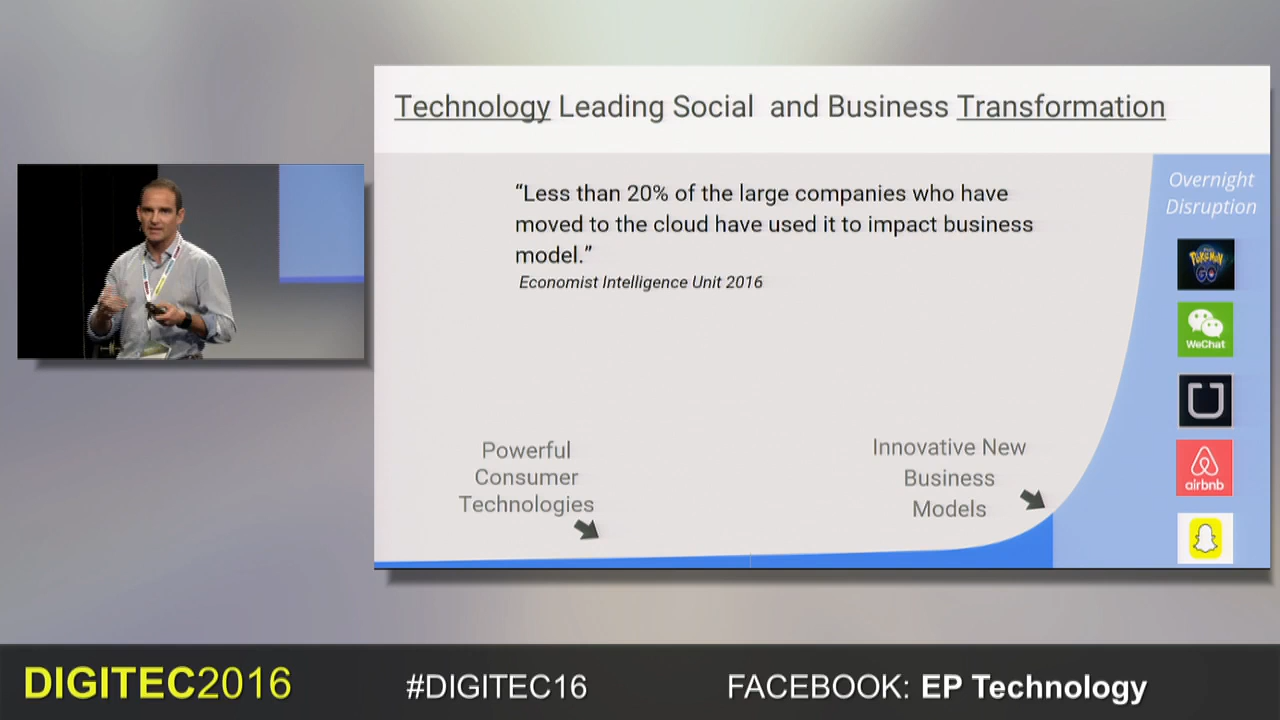 Technology Leading Social and Business Transformation
“Less than 20% of the large companies who have
moved to the cloud have used it to impact business
model.”
Economist Intelligence Unit 2016
Overnight
Disruption
POKEMON
GO
WeChat
airbnb
Powerful
Consumer
Technologies
Innovative New
Business
Models
DIGITEC2016
#DIGITEC16
FACEBOOK: EP Technology